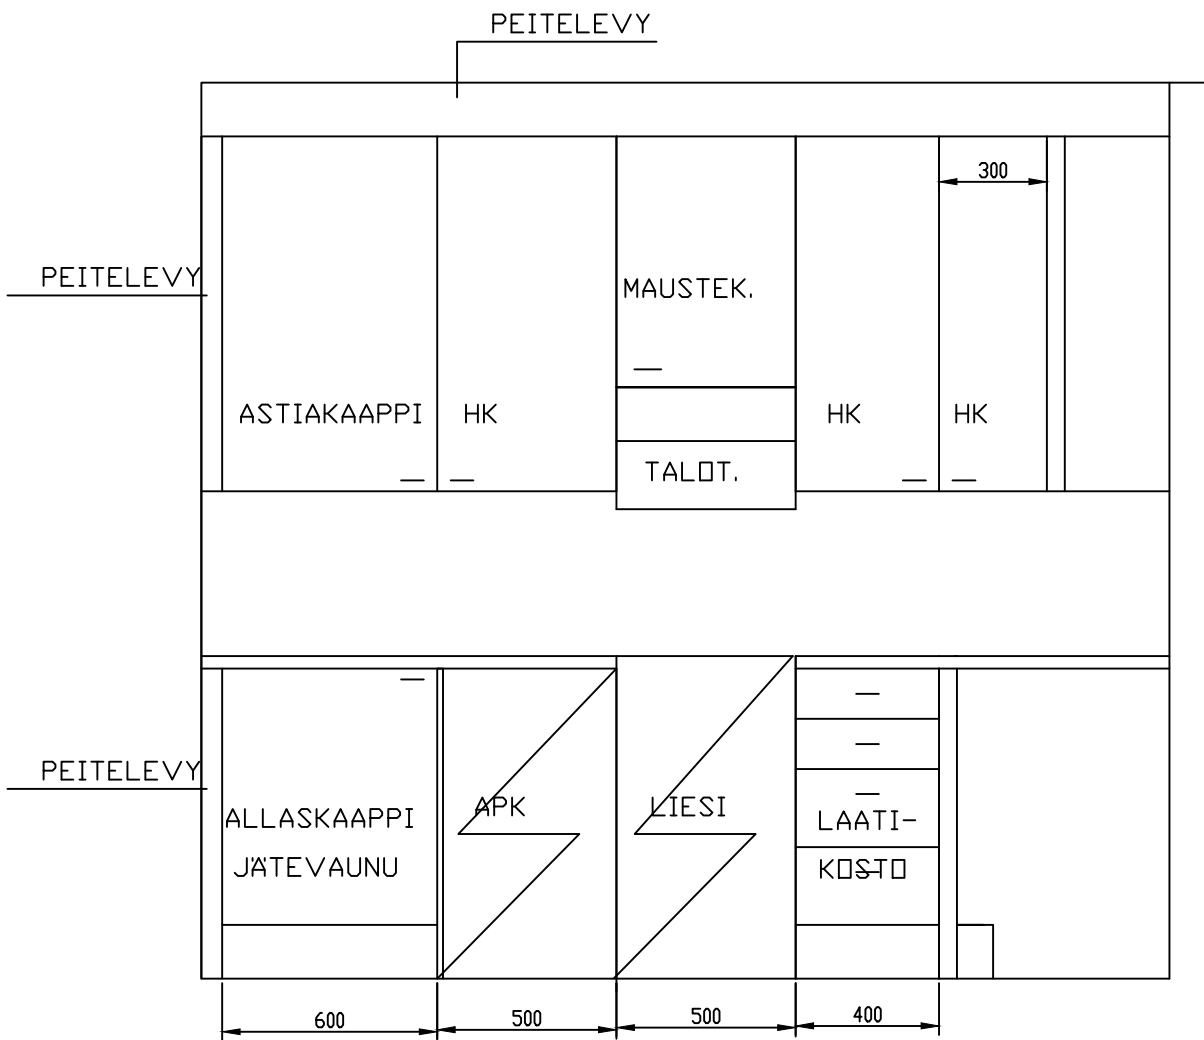 PEITELEVY
300
PEITELEVY
MAUSTEK.
ASTIAKAAPPI HK HK HK
TALOT.
PEITELEVY
APK LIESI
ALLASKAAPPI LAATI-
JÄTEVAUNU KOSTO
600 500 500 400